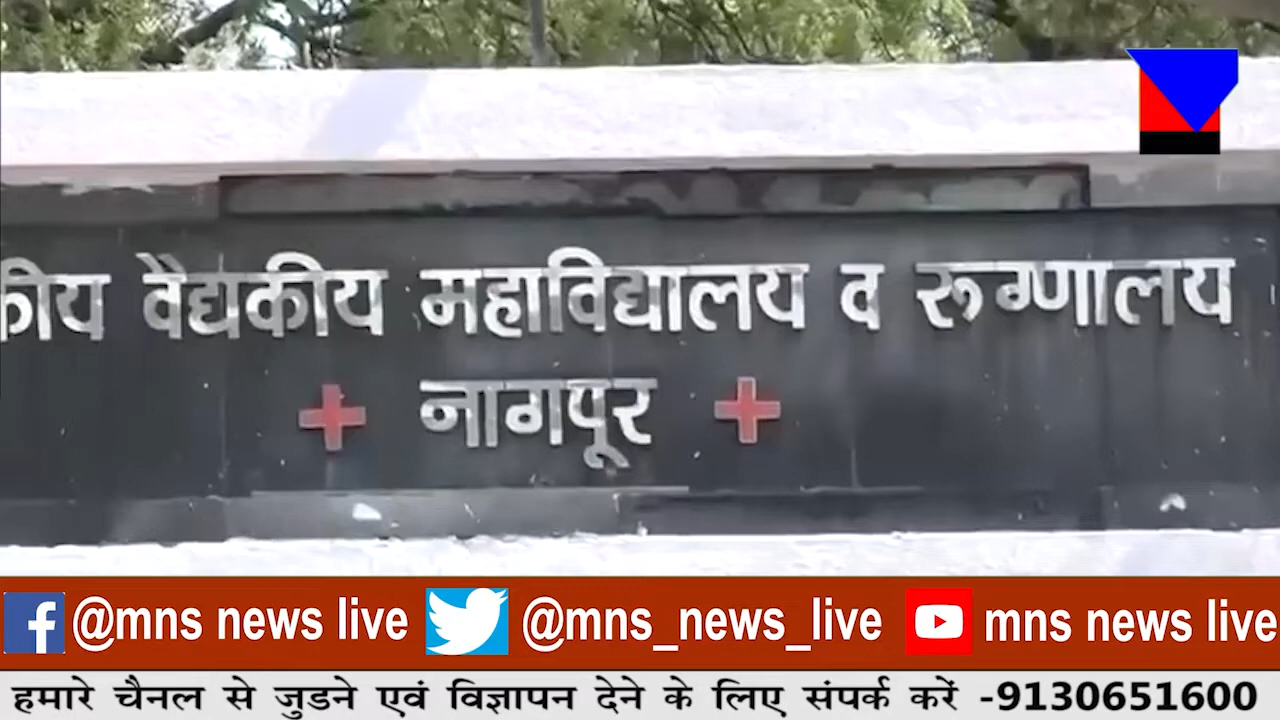 कीय वैद्यकीय महाविद्यालय व रूग्णालय
नागपूर
@mns news live @mns_news_live mns news live
हमारे चैनल से जुडने एवं विज्ञापन देने के लिए संपर्क करें -9130651600